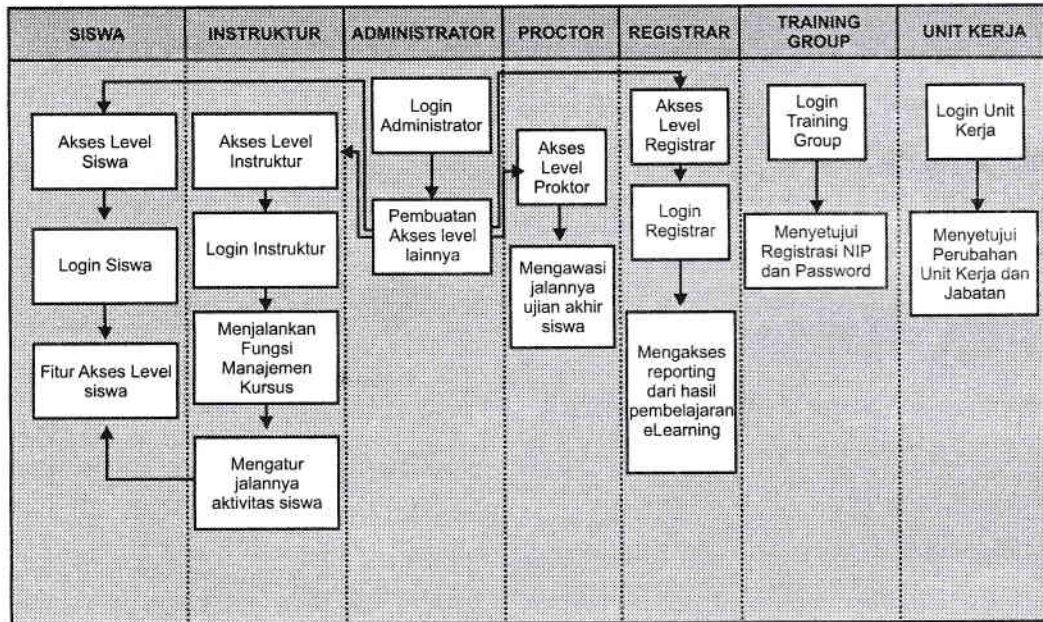 SISWA
INSTRUKTUR
ADMINISTRATOR
PROCTOR
REGISTRAR
TRAINING
GROUP
UNIT KERJA
Akses Level
Siswa
Login Siswa
Fitur Akses Level
siswa
Akses Level
Instruktur
Login Instruktur
Menjalankan
Fungsi
Manajemen
Kursus
Mengatur
jalannya
aktivitas siswa
Login
Administrator
Pembuatan
Akses level
lainnya
Akses
Level
Proktor
Mengawasi
jalannya
ujian akhir
siswa
Akses
Level
Registrar
Login
Registrar
Mengakses
reporting
dari hasil
pembelajaran
eLearning
Login
Training
Group
Menyetujui
Registrasi NIP
dan Password
Login Unit
Kerja
Menyetujui
Perubahan
Unit Kerja dan
Jabatan